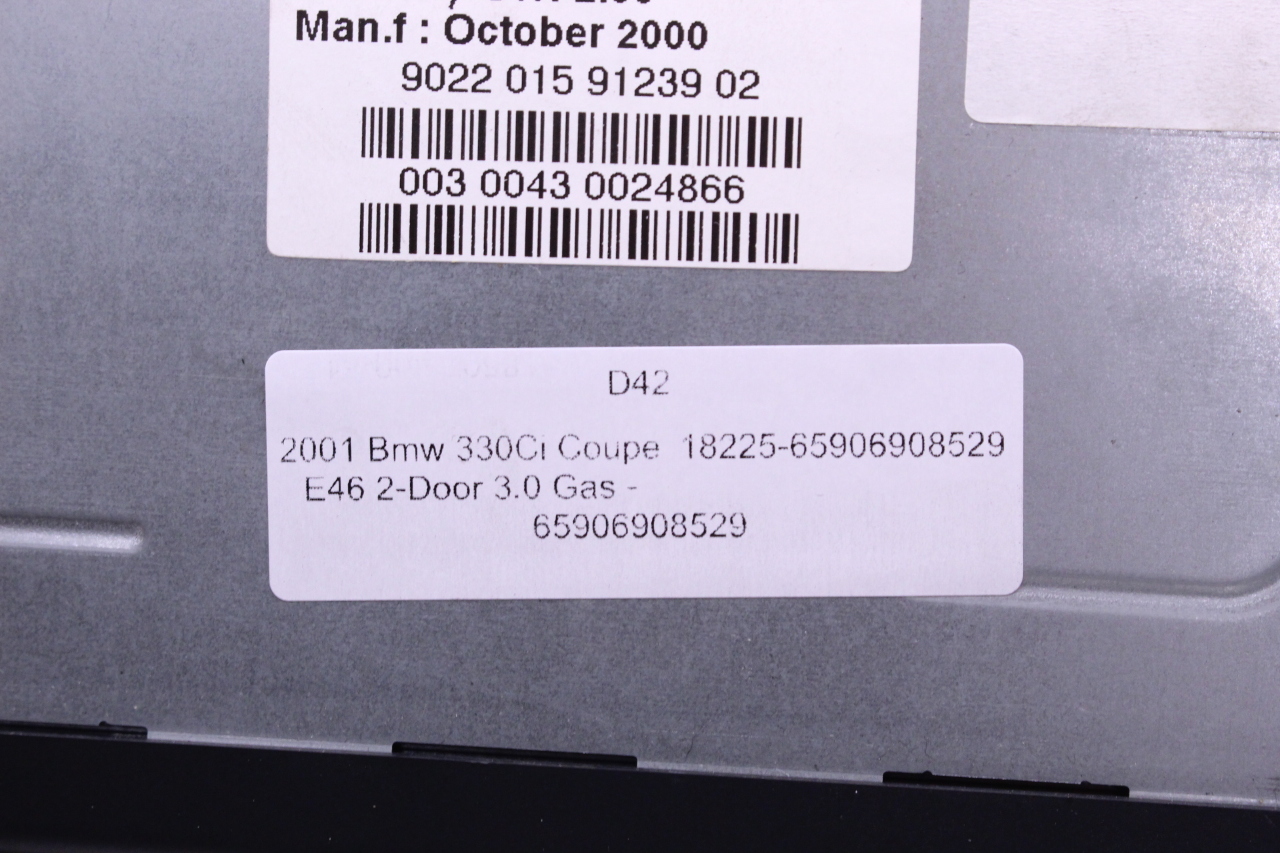 Man.f : October 2000
9022 015 91239 02
003 0043 0024866
D42
2001 Bmw 330Ci Coupe 18225-65906908529
E46 2-Door 3.0 Gas -
65906908529